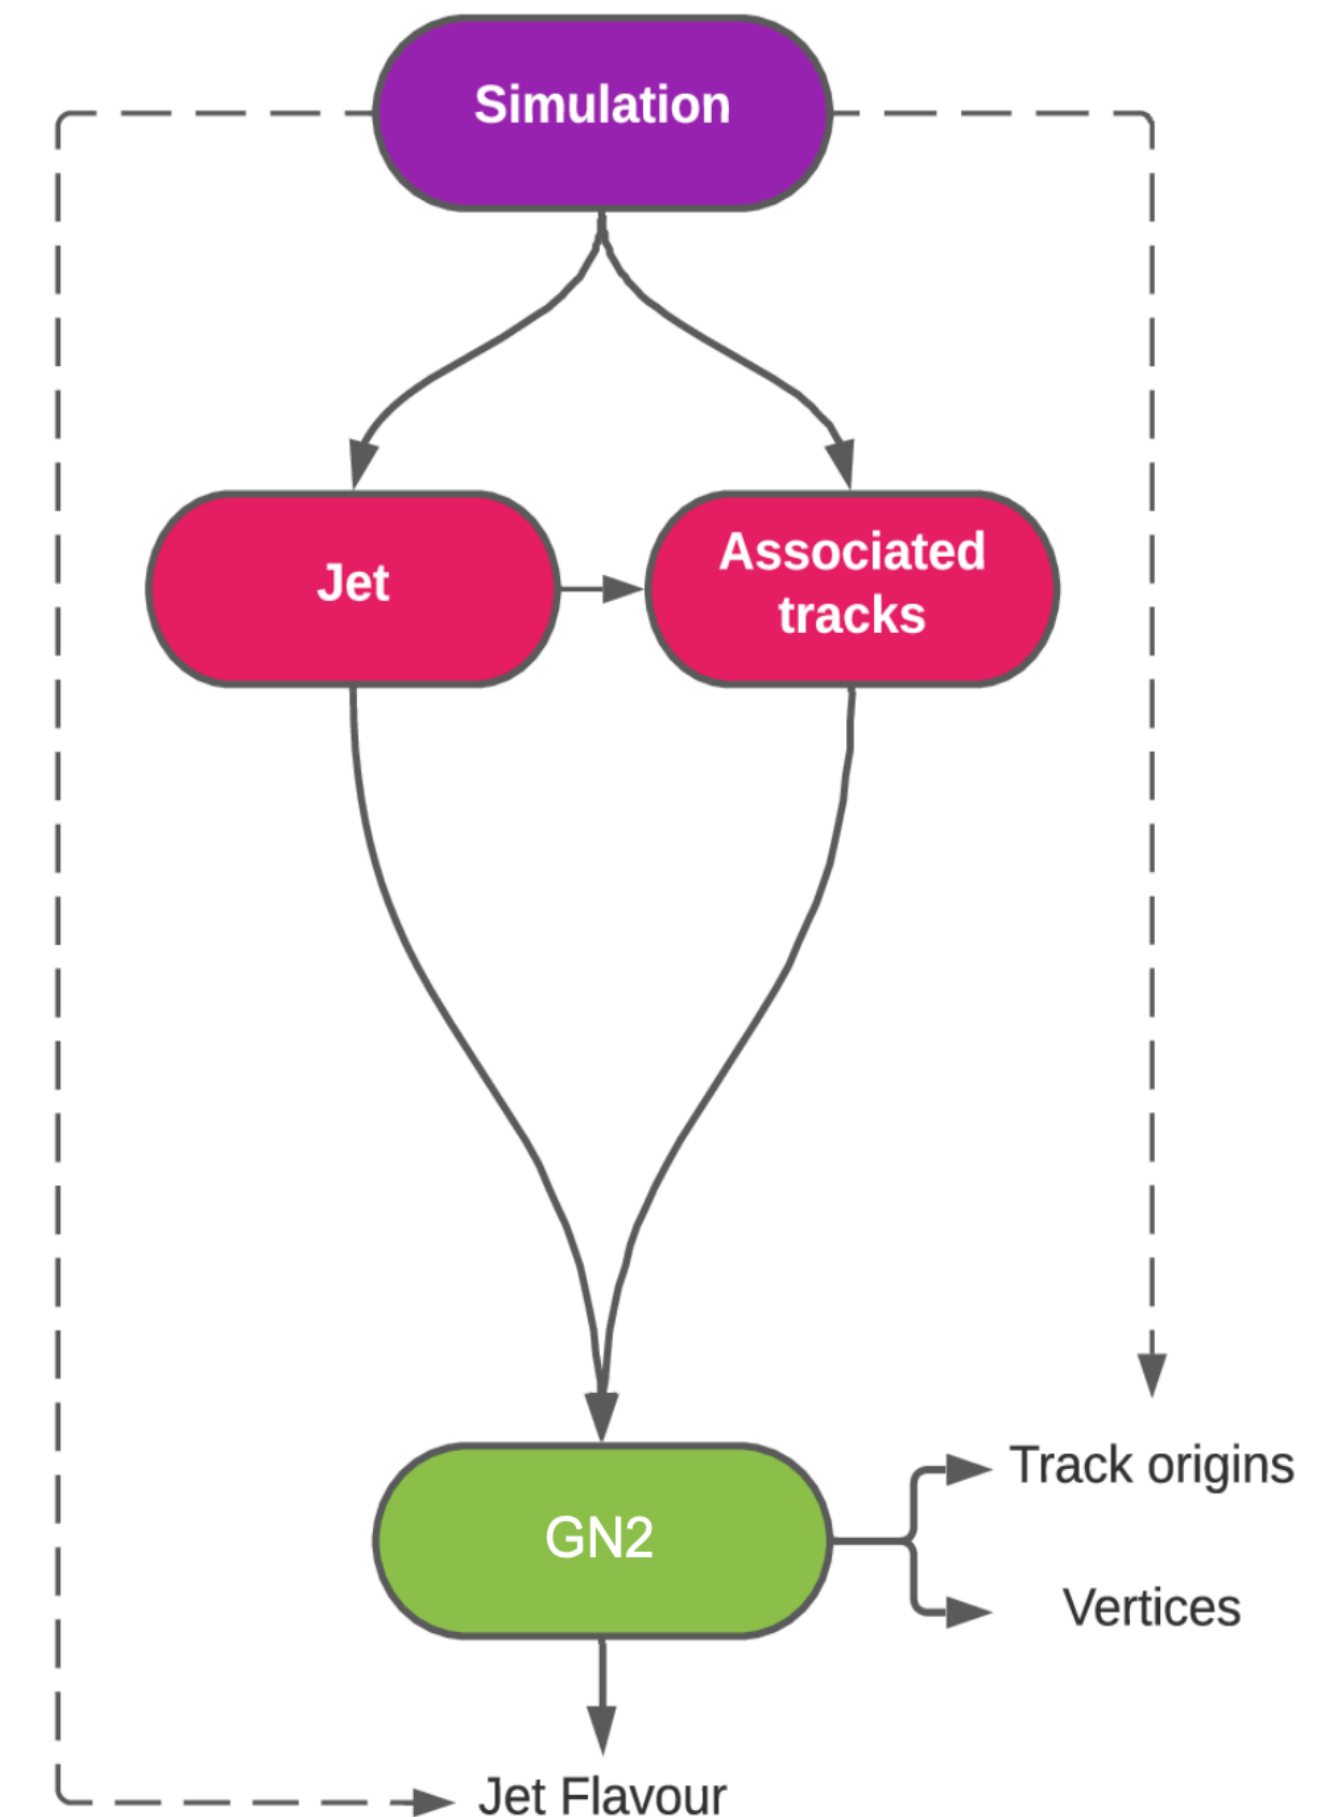 Simulation
Jet
Associated
tracks
GN2
Track origins
Vertices
Jet Flavour